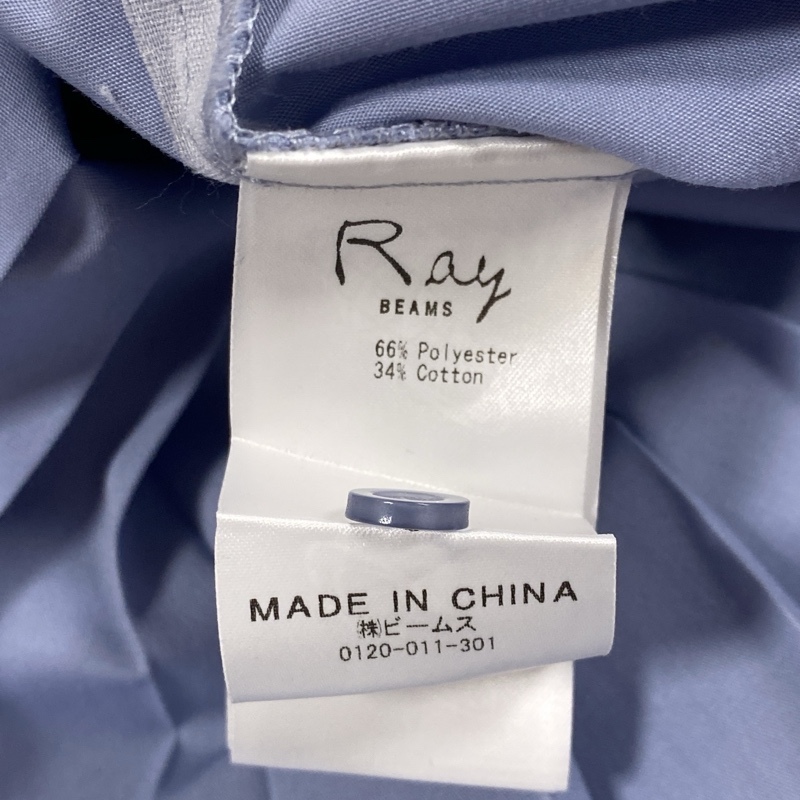 Ray
BEAMS
66% Polyester
34% Cotton
MADE IN CHINA
㈱ビームス
0120-011-301